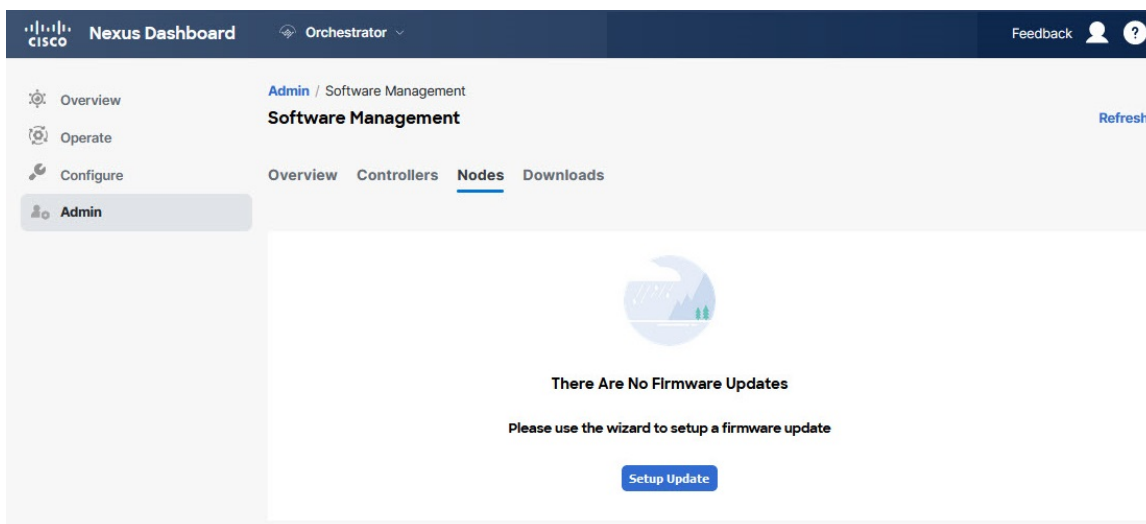 CISCO Nexus Dashboard Orchestrator Feedback ?
Overview
Operate
Configure
Admin
Admin / Software Management
Software Management
Refresh
Overview Controllers Nodes Downloads
There Are No Firmware Updates
Please use the wizard to setup a firmware update
Setup Update